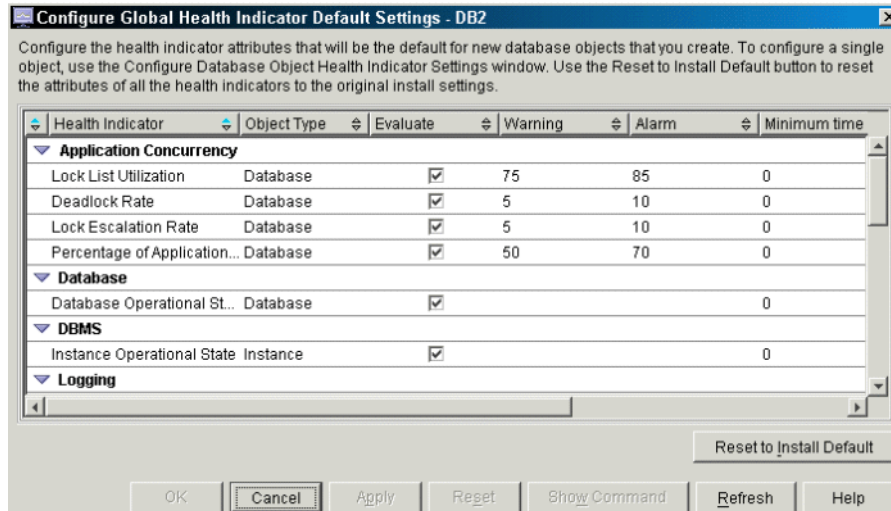 Configure Global Health Indicator Default Settings - DB2
Configure the health indicator attributes that will be the default for new database objects that you create. To configure a single
object, use the Configure Database Object Health Indicator Settings window. Use the Reset to Install Default button to reset
the attributes of all the health indicators to the original install settings.
Health Indicator Object Type Evaluate Warning Alarm Minimum time
Application Concurrency
Lock List Utilization Database 75 85 0
Deadlock Rate Database 5 10 0
Lock Escalation Rate Database 5 10 0
Percentage of Application... Database 50 70 0
Database
Database Operational St... Database 0
DBMS
Instance Operational State Instance 0
Logging
Reset to Install Default
OK Cancel Apply Reset Show Command Refresh Help